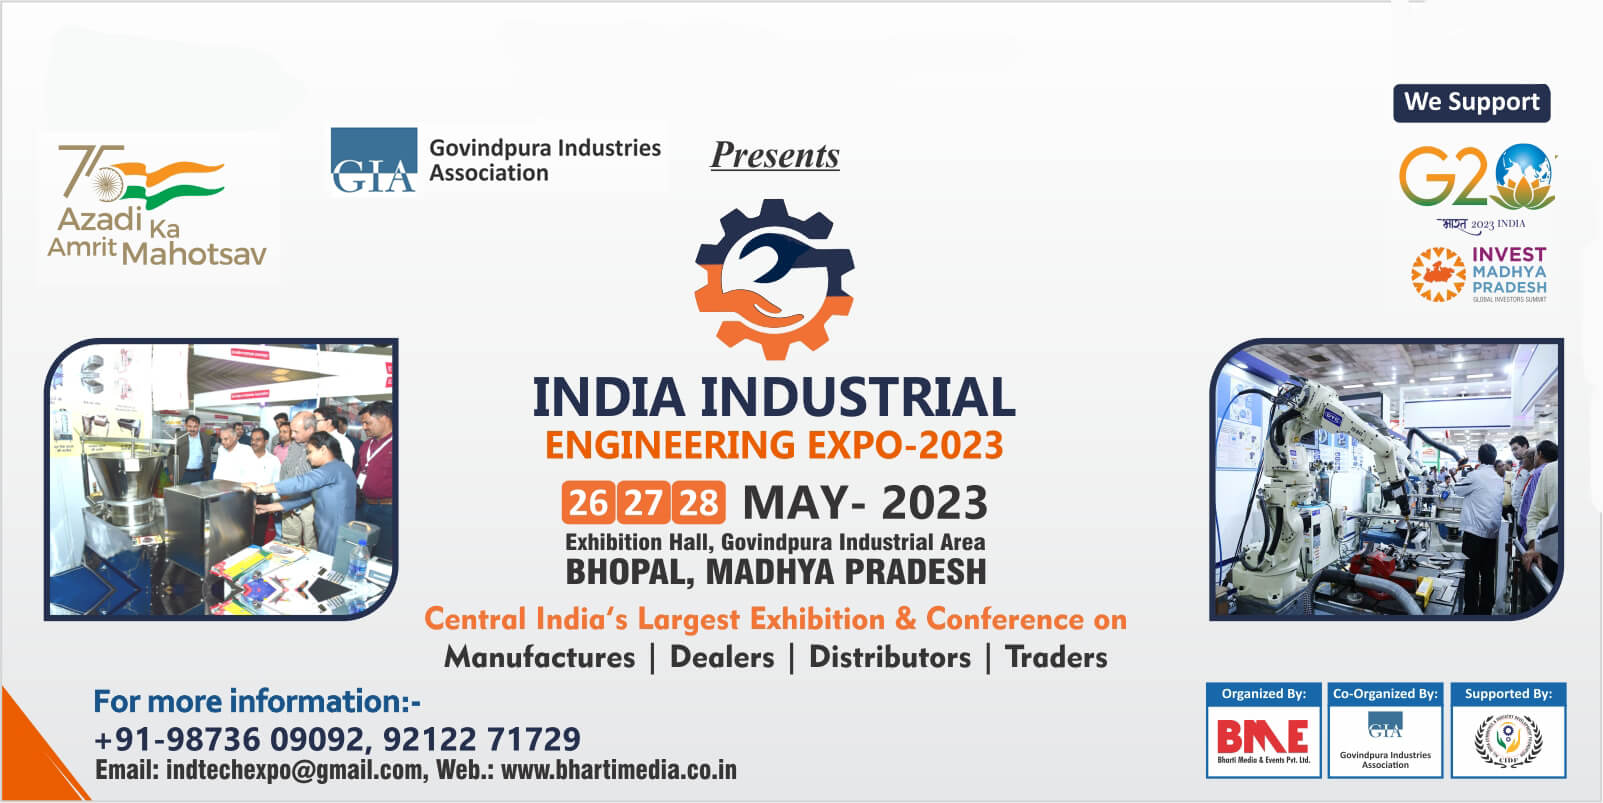 We Support
75
Azadi Ka
Amrit Mahotsav
GIA
Govindpura Industries
Association
Presents
G20
भारत 2023 INDIA
INVEST
MADHYA
PRADESH
GLOBAL INVESTORS SUMMIT
INDIA INDUSTRIAL
ENGINEERING EXPO-2023
26 27 28 MAY- 2023
Exhibition Hall, Govindpura Industrial Area
BHOPAL, MADHYA PRADESH
Central India‘s Largest Exhibition & Conference on
Manufactures | Dealers | Distributors | Traders
For more information:-
+91-98736 09092, 92122 71729
Email: indtechexpo@gmail.com, Web.: www.bhartimedia.co.in
Organized By:
BME
Bharti Media & Events Pvt. Ltd.
Co-Organized By:
GIA
Govindpura Industries
Association
Supported By:
CIDF